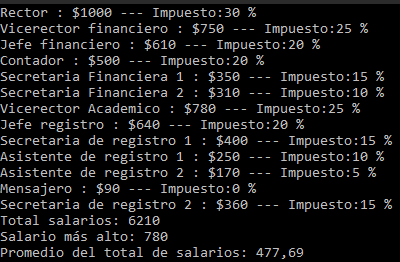 Rector : $1000 --- Impuesto:30 %
Vicerector financiero : $750 --- Impuesto:25 %
Jefe financiero : $610 --- Impuesto:20 %
Contador : $500 --- Impuesto:20 %
Secretaria Financiera 1 : $350 --- Impuesto:15 %
Secretaria Financiera 2 : $310 --- Impuesto:10 %
Vicerector Academico : $780 --- Impuesto:25 %
Jefe registro : $640 --- Impuesto:20 %
Secretaria de registro 1 : $400 --- Impuesto:15 %
Asistente de registro 1 : $250 --- Impuesto:10 %
Asistente de registro 2 : $170 --- Impuesto:5 %
Mensajero : $90 --- Impuesto:0 %
Secretaria de registro 2 : $360 --- Impuesto:15 %
Total salarios: 6210
Salario más alto: 780
Promedio del total de salarios: 477,69